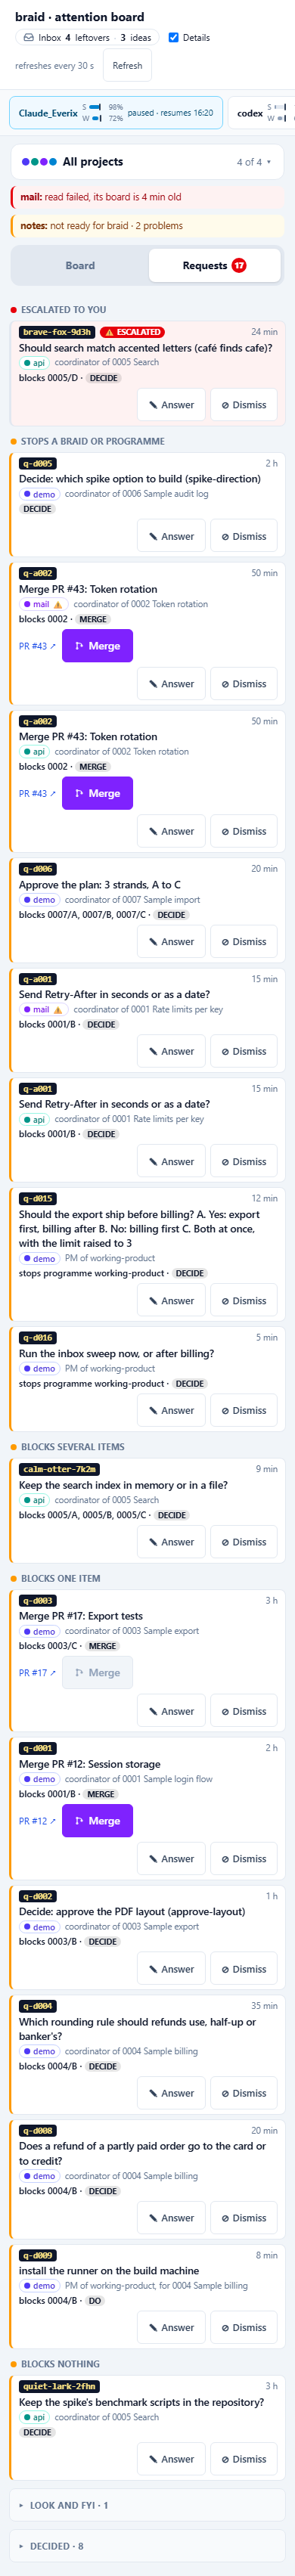 braid · attention board
Inbox 4 leftovers · 3 ideas
Details
refreshes every 30 s
Refresh
Claude_Everix S 98% W 72% paused · resumes 16:20
codex S W
All projects
4 of 4
mail: read failed, its board is 4 min old
notes: not ready for braid · 2 problems
Board
Requests 17
ESCALATED TO YOU
brave-fox-9d3h ESCALATED 24 min
Should search match accented letters (café finds cafe)?
api coordinator of 0005 Search
blocks 0005/D · DECIDE
Answer Dismiss
STOPS A BRAID OR PROGRAMME
q-d005 2 h
Decide: which spike option to build (spike-direction)
demo coordinator of 0006 Sample audit log
DECIDE
Answer Dismiss
q-a002 50 min
Merge PR #43: Token rotation
mail coordinator of 0002 Token rotation
blocks 0002 · MERGE
PR #43 ↗ Merge
Answer Dismiss
q-a002 50 min
Merge PR #43: Token rotation
api coordinator of 0002 Token rotation
blocks 0002 · MERGE
PR #43 ↗ Merge
Answer Dismiss
q-d006 20 min
Approve the plan: 3 strands, A to C
demo coordinator of 0007 Sample import
blocks 0007/A, 0007/B, 0007/C · DECIDE
Answer Dismiss
q-a001 15 min
Send Retry-After in seconds or as a date?
mail coordinator of 0001 Rate limits per key
blocks 0001/B · DECIDE
Answer Dismiss
q-a001 15 min
Send Retry-After in seconds or as a date?
api coordinator of 0001 Rate limits per key
blocks 0001/B · DECIDE
Answer Dismiss
q-d015 12 min
Should the export ship before billing? A. Yes: export
first, billing after B. No: billing first C. Both at once,
with the limit raised to 3
demo PM of working-product
stops programme working-product · DECIDE
Answer Dismiss
q-d016 5 min
Run the inbox sweep now, or after billing?
demo PM of working-product
stops programme working-product · DECIDE
Answer Dismiss
BLOCKS SEVERAL ITEMS
calm-otter-7k2m 9 min
Keep the search index in memory or in a file?
api coordinator of 0005 Search
blocks 0005/A, 0005/B, 0005/C · DECIDE
Answer Dismiss
BLOCKS ONE ITEM
q-d003 3 h
Merge PR #17: Export tests
demo coordinator of 0003 Sample export
blocks 0003/C · MERGE
PR #17 ↗ Merge
Answer Dismiss
q-d001 2 h
Merge PR #12: Session storage
demo coordinator of 0001 Sample login flow
blocks 0001/B · MERGE
PR #12 ↗ Merge
Answer Dismiss
q-d002 1 h
Decide: approve the PDF layout (approve-layout)
demo coordinator of 0003 Sample export
blocks 0003/B · DECIDE
Answer Dismiss
q-d004 35 min
Which rounding rule should refunds use, half-up or
banker's?
demo coordinator of 0004 Sample billing
blocks 0004/B · DECIDE
Answer Dismiss
q-d008 20 min
Does a refund of a partly paid order go to the card or
to credit?
demo coordinator of 0004 Sample billing
blocks 0004/B · DECIDE
Answer Dismiss
q-d009 8 min
install the runner on the build machine
demo PM of working-product, for 0004 Sample billing
blocks 0004/B · DO
Answer Dismiss
BLOCKS NOTHING
quiet-lark-2fhn 3 h
Keep the spike's benchmark scripts in the repository?
api coordinator of 0005 Search
DECIDE
Answer Dismiss
LOOK AND FYI · 1
DECIDED · 8